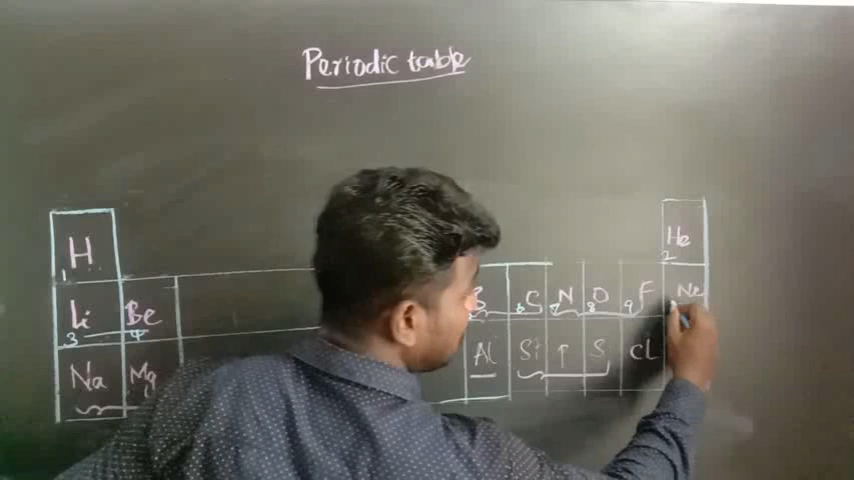 Periodic table
H He
1 2
Li Be B C N O F Ne
3 4 6 7 8 9
Na Mg Al Si P S Cl